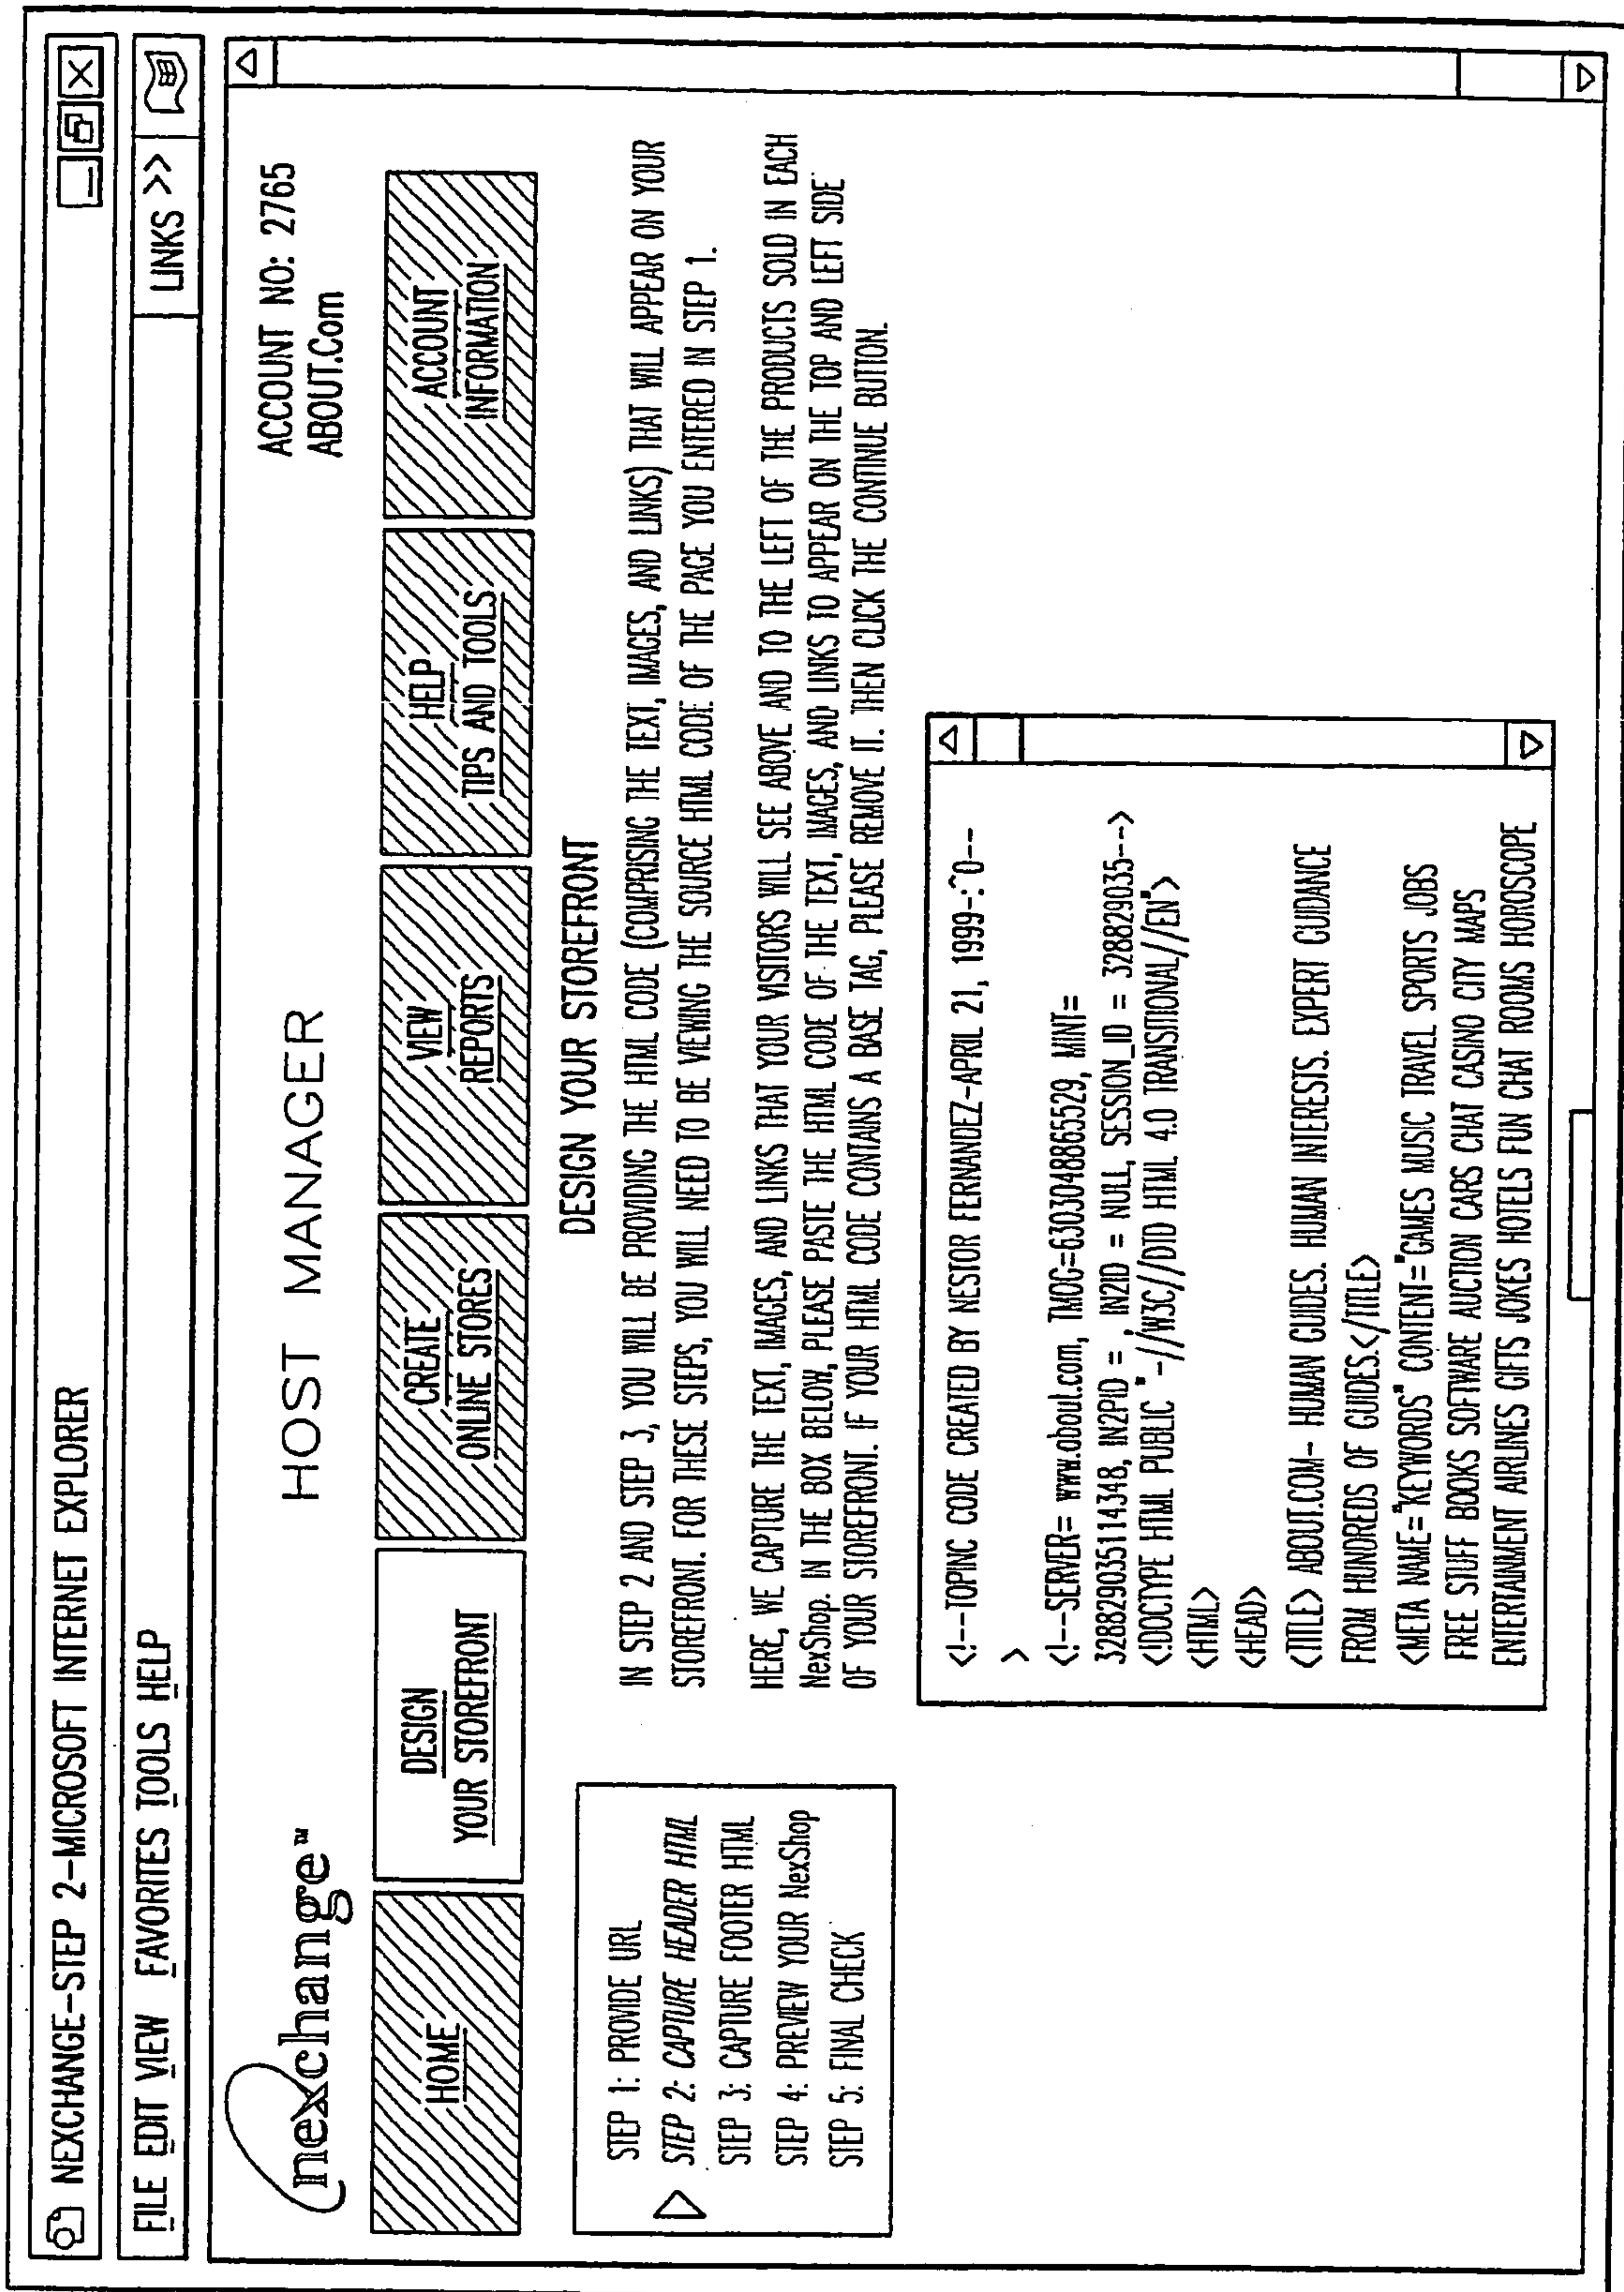 NEXCHANGE-STEP 2-MICROSOFT INTERNET EXPLORER
FILE EDIT VIEW FAVORITES TOOLS HELP
LINKS >>
nexchange™
HOST MANAGER
ACCOUNT NO: 2765
ABOUT.Com
HOME
DESIGN
YOUR STOREFRONT
CREATE
ONLINE STORES
VIEW
REPORTS
HELP
TIPS AND TOOLS
ACCOUNT
INFORMATION
STEP 1: PROVIDE URL
STEP 2: CAPTURE HEADER HTML
STEP 3: CAPTURE FOOTER HTML
STEP 4: PREVIEW YOUR NexShop
STEP 5: FINAL CHECK
DESIGN YOUR STOREFRONT
IN STEP 2 AND STEP 3, YOU WILL BE PROVIDING THE HTML CODE (COMPRISING THE TEXT, IMAGES, AND LINKS) THAT WILL APPEAR ON YOUR
STOREFRONT. FOR THESE STEPS, YOU WILL NEED TO BE VIEWING THE SOURCE HTML CODE OF THE PAGE YOU ENTERED IN STEP 1.
HERE, WE CAPTURE THE TEXT, IMAGES, AND LINKS THAT YOUR VISITORS WILL SEE ABOVE AND TO THE LEFT OF THE PRODUCTS SOLD IN EACH
NexShop. IN THE BOX BELOW, PLEASE PASTE THE HTML CODE OF THE TEXT, IMAGES, AND LINKS TO APPEAR ON THE TOP AND LEFT SIDE
OF YOUR STOREFRONT. IF YOUR HTML CODE CONTAINS A BASE TAG, PLEASE REMOVE IT. THEN CLICK THE CONTINUE BUTTON.
<!--TOPINC CODE CREATED BY NESTOR FERNANDEZ-APRIL 21, 1999-:^0--
>
<!--SERVER= www.about.com, TMOG=630304886552​9, MINT=
3288290351​14348, IN2PID = , IN2ID = NULL, SESSION_ID = 328829035-->
<!DOCTYPE HTML PUBLIC "-//W3C//DTD HTML 4.0 TRANSITIONAL//EN">
<HTML>
<HEAD>
<TITLE> ABOUT.COM- HUMAN GUIDES. HUMAN INTERESTS. EXPERT GUIDANCE
FROM HUNDREDS OF GUIDES.</TITLE>
<META NAME="KEYWORDS" CONTENT="GAMES MUSIC TRAVEL SPORTS JOBS
FREE STUFF BOOKS SOFTWARE AUCTION CARS CHAT CASINO CITY MAPS
ENTERTAINMENT AIRLINES GIFTS JOKES HOTELS FUN CHAT ROOMS HOROSCOPE